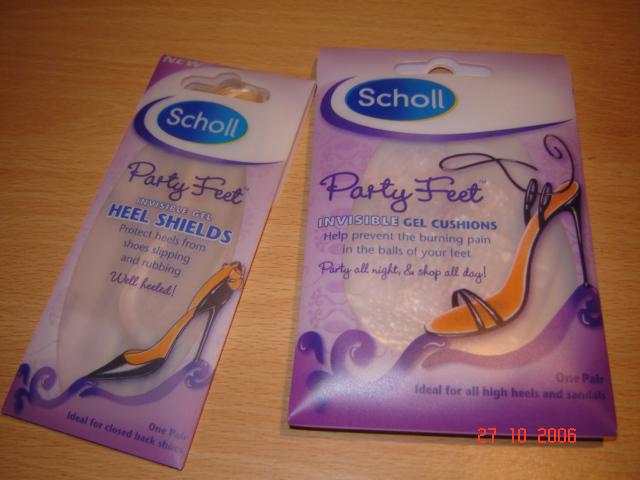 NEW
Scholl
Party Feet™
INVISIBLE GEL
HEEL SHIELDS
Protect heels from
shoes slipping
and rubbing
Well heeled!
One Pair
Ideal for closed back shoes
Scholl
Party Feet™
INVISIBLE GEL CUSHIONS
Help prevent the burning pain
in the balls of your feet
Party all night, & shop all day!
One Pair
Ideal for all high heels and sandals
27 10 2006